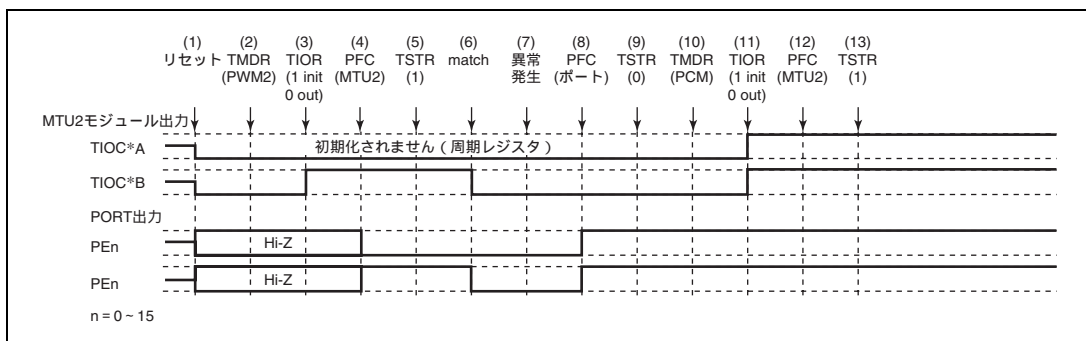 (1) (2) (3) (4) (5) (6) (7) (8) (9) (10) (11) (12) (13)
リセット TMDR TIOR PFC TSTR match 異常 PFC TSTR TMDR TIOR PFC TSTR
(PWM2) (1 init (MTU2) (1) 発生 (ポート) (0) (PCM) (1 init (MTU2) (1)
0 out) 0 out)
MTU2モジュール出力
TIOC*A 初期化されません(周期レジスタ)
TIOC*B
PORT出力
PEn Hi-Z
PEn Hi-Z
n = 0 ~ 15